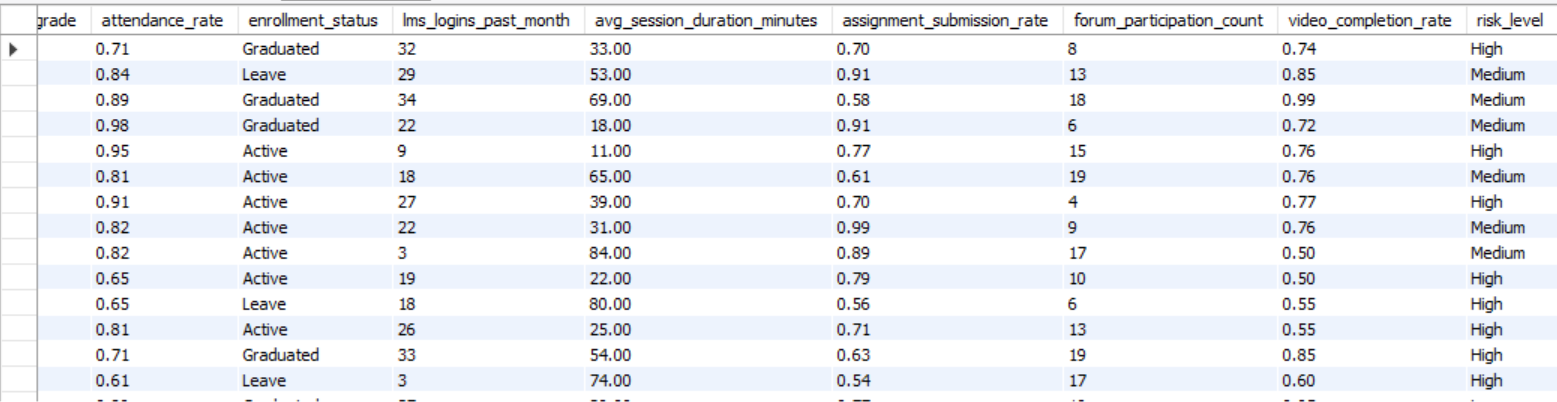 grade attendance_rate enrollment_status lms_logins_past_month avg_session_duration_minutes assignment_submission_rate forum_participation_count video_completion_rate risk_level
0.71 Graduated 32 33.00 0.70 8 0.74 High
0.84 Leave 29 53.00 0.91 13 0.85 Medium
0.89 Graduated 34 69.00 0.58 18 0.99 Medium
0.98 Graduated 22 18.00 0.91 6 0.72 Medium
0.95 Active 9 11.00 0.77 15 0.76 High
0.81 Active 18 65.00 0.61 19 0.76 Medium
0.91 Active 27 39.00 0.70 4 0.77 High
0.82 Active 22 31.00 0.99 9 0.76 Medium
0.82 Active 3 84.00 0.89 17 0.50 Medium
0.65 Active 19 22.00 0.79 10 0.50 High
0.65 Leave 18 80.00 0.56 6 0.55 High
0.81 Active 26 25.00 0.71 13 0.55 High
0.71 Graduated 33 54.00 0.63 19 0.85 High
0.61 Leave 3 74.00 0.54 17 0.60 High